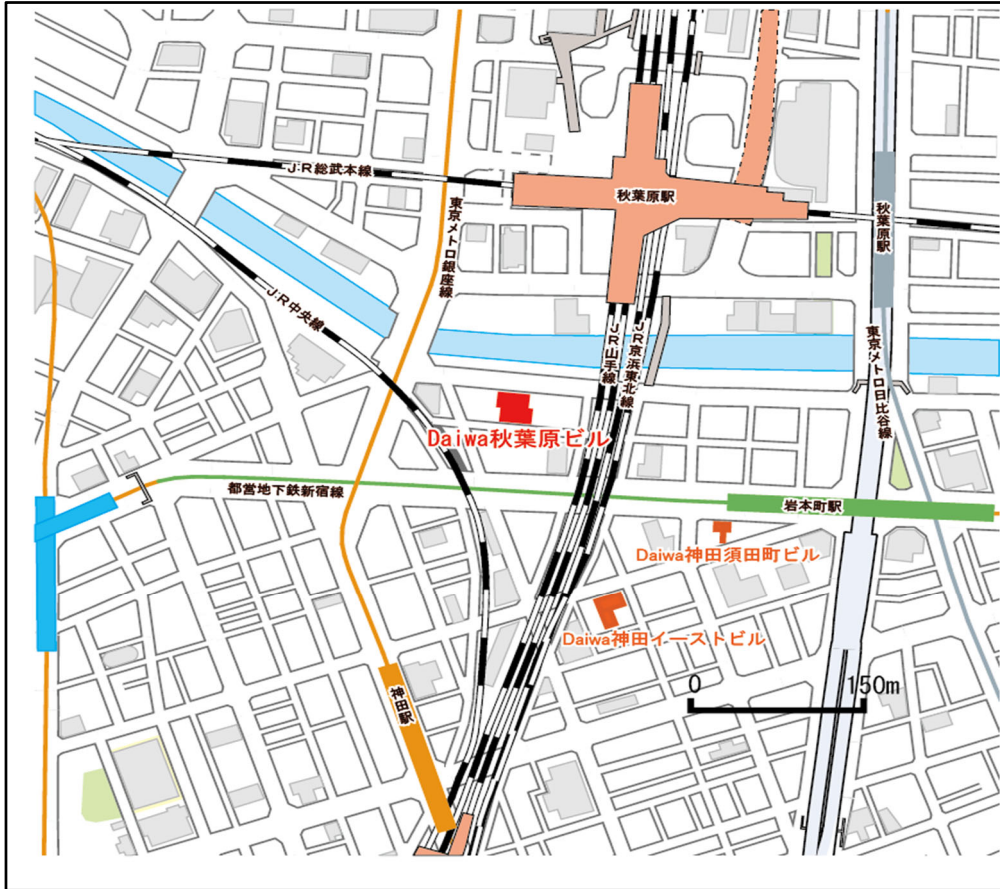 JR総武本線
秋葉原駅
東京メトロ銀座線
秋葉原駅
JR中央線
JR山手線
JR京浜東北線
東京メトロ日比谷線
Daiwa秋葉原ビル
都営地下鉄新宿線
岩本町駅
Daiwa神田須田町ビル
Daiwa神田イーストビル
神田駅
0 150m